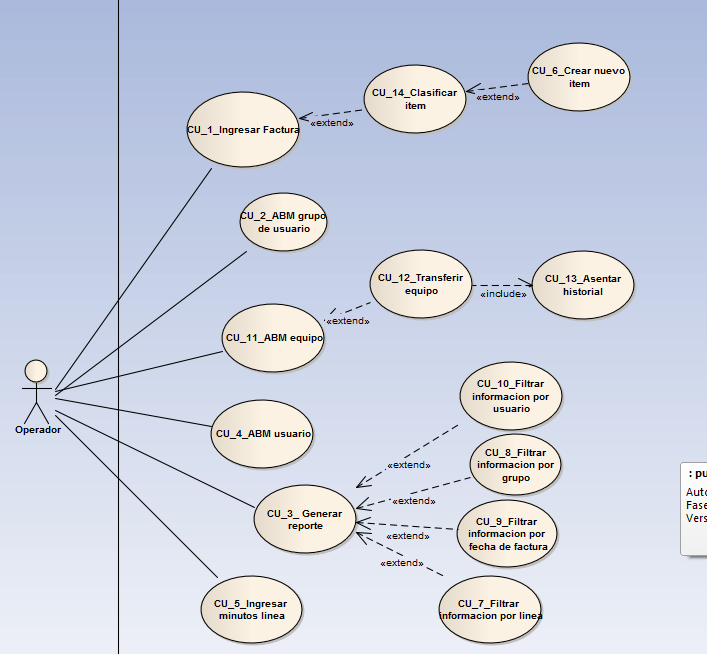 CU_6_Crear nuevo
item
«extend»
CU_14_Clasificar
item
«extend»
CU_1_Ingresar Factura
CU_2_ABM grupo
de usuario
CU_12_Transferir
equipo
«include»
CU_13_Asentar
historial
«extend»
CU_11_ABM equipo
Operador
CU_4_ABM usuario
CU_10_Filtrar
informacion por
usuario
«extend»
CU_8_Filtrar
informacion por
grupo
«extend»
CU_3_ Generar
reporte
CU_9_Filtrar
informacion por
fecha de factura
«extend»
«extend»
CU_7_Filtrar
informacion por linea
CU_5_Ingresar
minutos linea
: pu
Auto
Fase
Vers